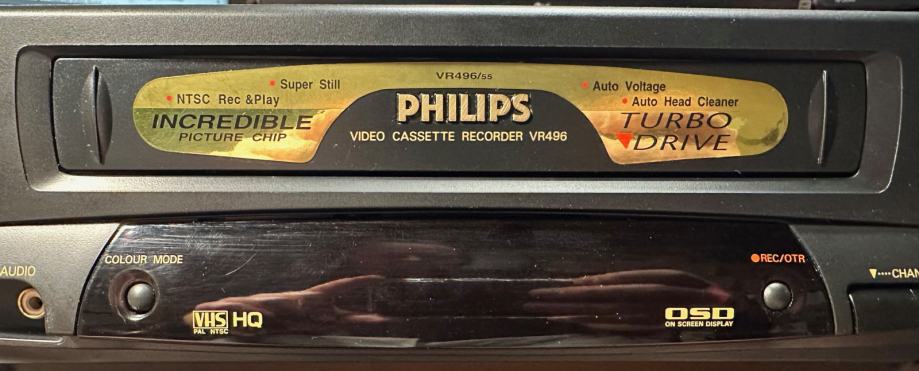 VR496/55
Super Still
NTSC Rec &Play
INCREDIBLE
PICTURE CHIP
PHILIPS
VIDEO CASSETTE RECORDER VR496
Auto Voltage
Auto Head Cleaner
TURBO
DRIVE
AUDIO
COLOUR MODE
REC/OTR
CHAN
VHS HQ
PAL NTSC
OSD
ON SCREEN DISPLAY